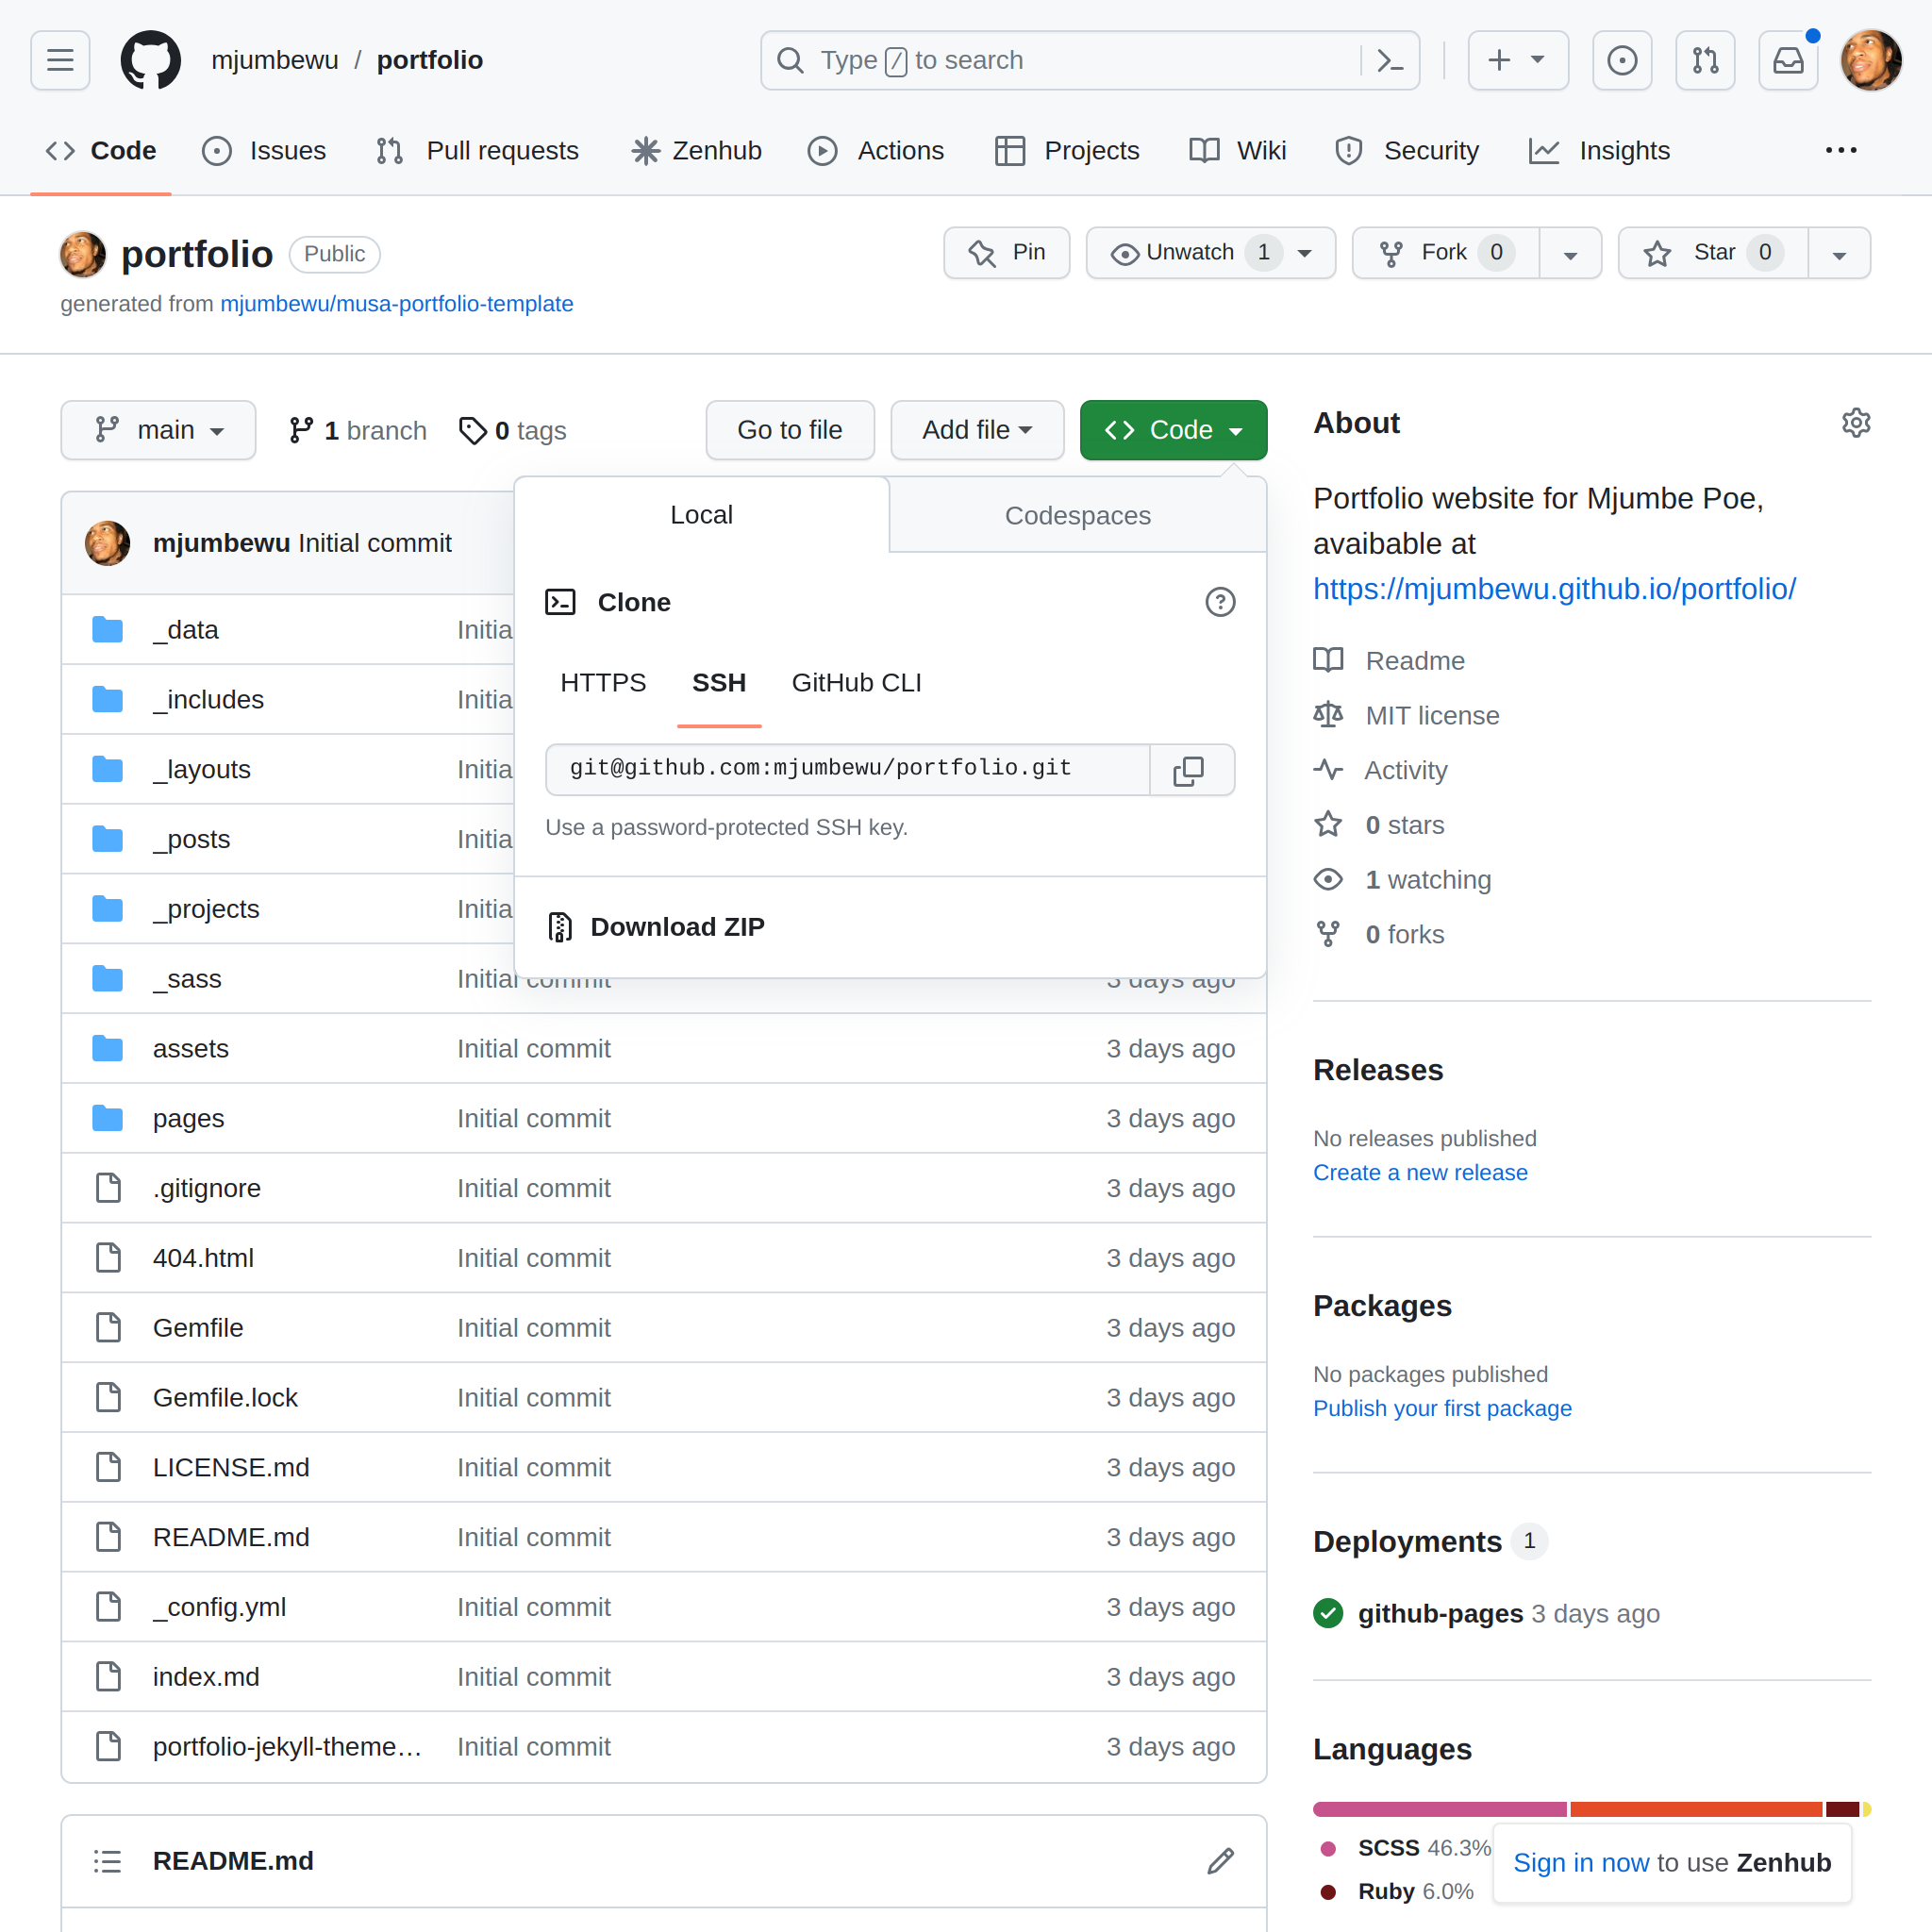 mjumbewu / portfolio
Type / to search
Code Issues Pull requests Zenhub Actions Projects Wiki Security Insights
portfolio Public
Pin Unwatch 1 Fork 0 Star 0
generated from mjumbewu/musa-portfolio-template
main 1 branch 0 tags Go to file Add file Code
Local Codespaces
Clone
HTTPS SSH GitHub CLI
git@github.com:mjumbewu/portfolio.git
Use a password-protected SSH key.
Download ZIP
mjumbewu Initial commit
_data Initia
_includes Initia
_layouts Initia
_posts Initia
_projects Initia
_sass Initial commit 3 days ago
assets Initial commit 3 days ago
pages Initial commit 3 days ago
.gitignore Initial commit 3 days ago
404.html Initial commit 3 days ago
Gemfile Initial commit 3 days ago
Gemfile.lock Initial commit 3 days ago
LICENSE.md Initial commit 3 days ago
README.md Initial commit 3 days ago
_config.yml Initial commit 3 days ago
index.md Initial commit 3 days ago
portfolio-jekyll-theme… Initial commit 3 days ago
README.md
About
Portfolio website for Mjumbe Poe,
avaibable at
https://mjumbewu.github.io/portfolio/
Readme
MIT license
Activity
0 stars
1 watching
0 forks
Releases
No releases published
Create a new release
Packages
No packages published
Publish your first package
Deployments 1
github-pages 3 days ago
Languages
SCSS 46.3%
Ruby 6.0%
Sign in now to use Zenhub